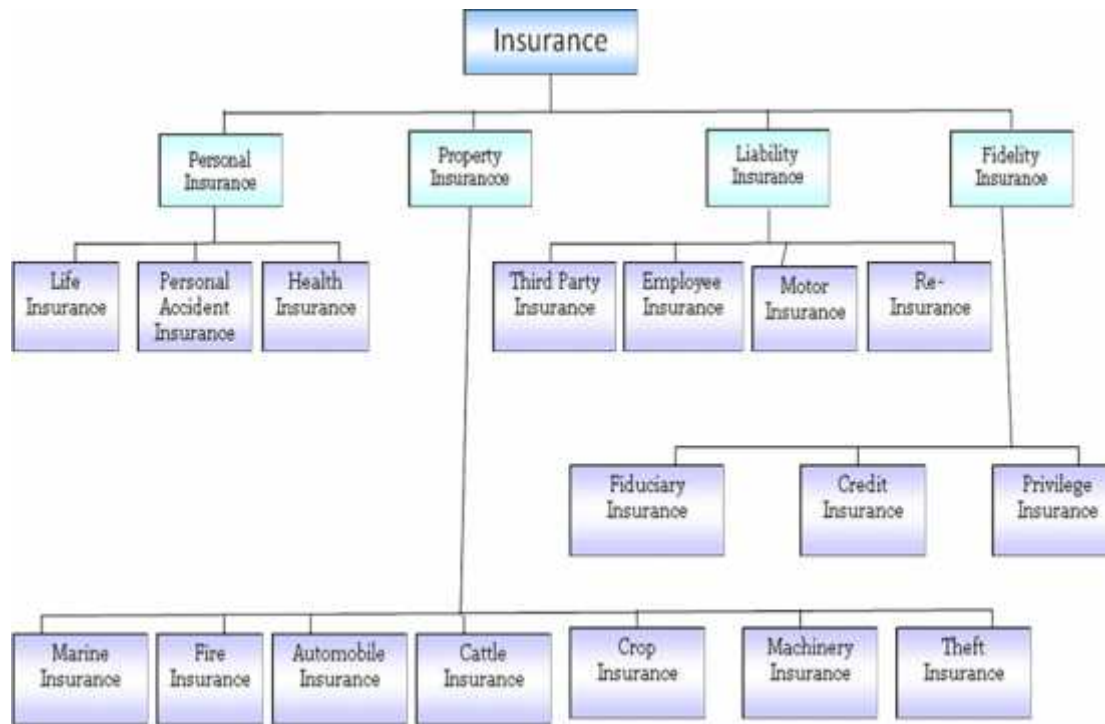 Insurance
Personal
Insurance
Property
Insurancce
Liability
Insurance
Fidelity
Insurance
Life
Insurance
Personal
Accident
Insurance
Health
Insurance
Third Party
Insurance
Employee
Insurance
Motor
Insurance
Re-
Insurance
Fiduciary
Insurance
Credit
Insurance
Privilege
Insurance
Marine
Insurance
Fire
Insurance
Automobile
Insurance
Cattle
Insurance
Crop
Insurance
Machinery
Insurance
Theft
Insurance